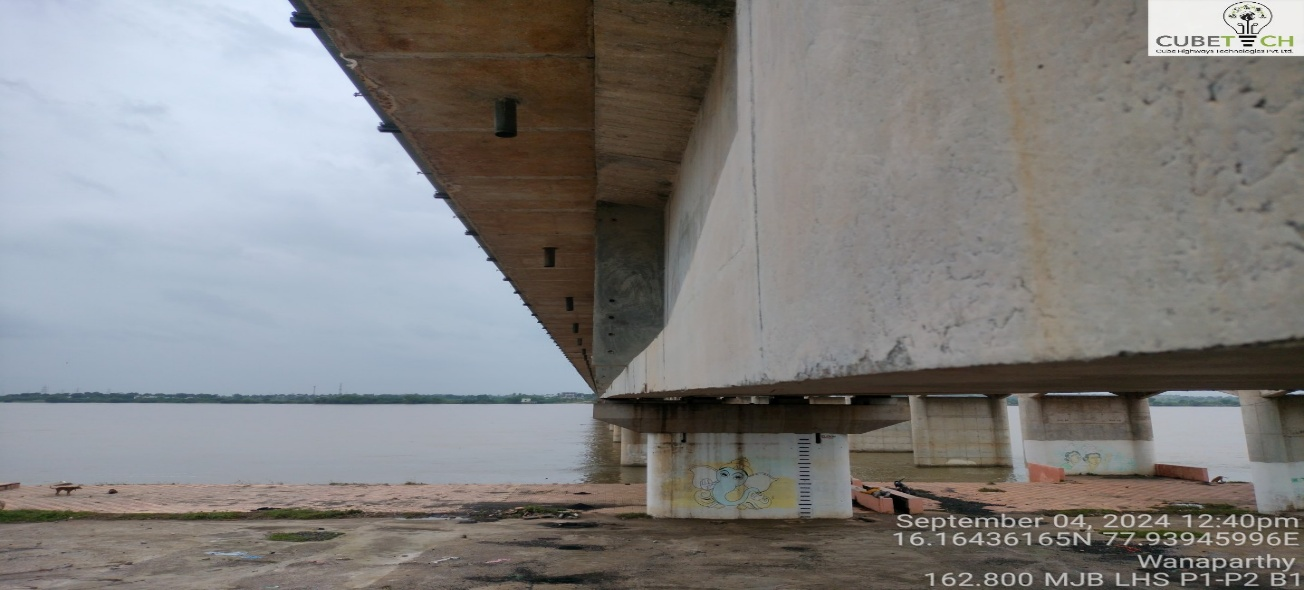 CUBETCH
Cube Highways Technologies Pvt. Ltd.
September 04, 2024 12:40pm
16.16436165N 77.93945996E
Wanaparthy
162.800 MJB LHS P1-P2 B1